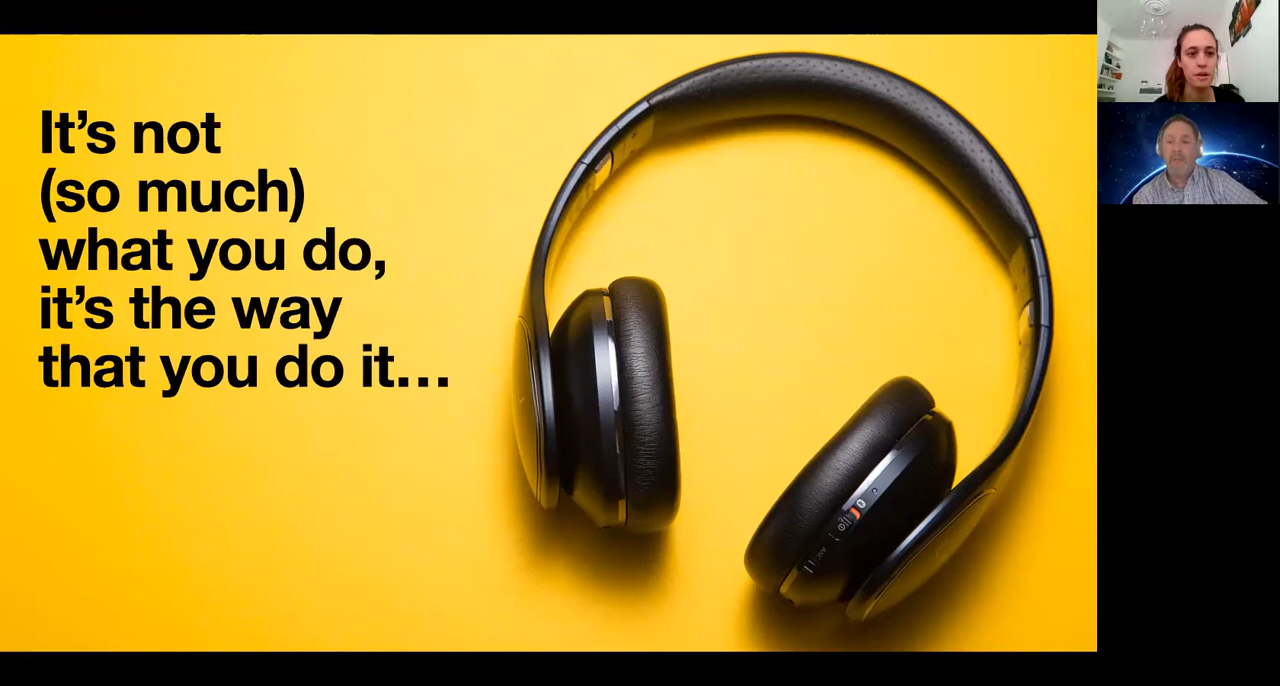 It’s not
(so much)
what you do,
it’s the way
that you do it…